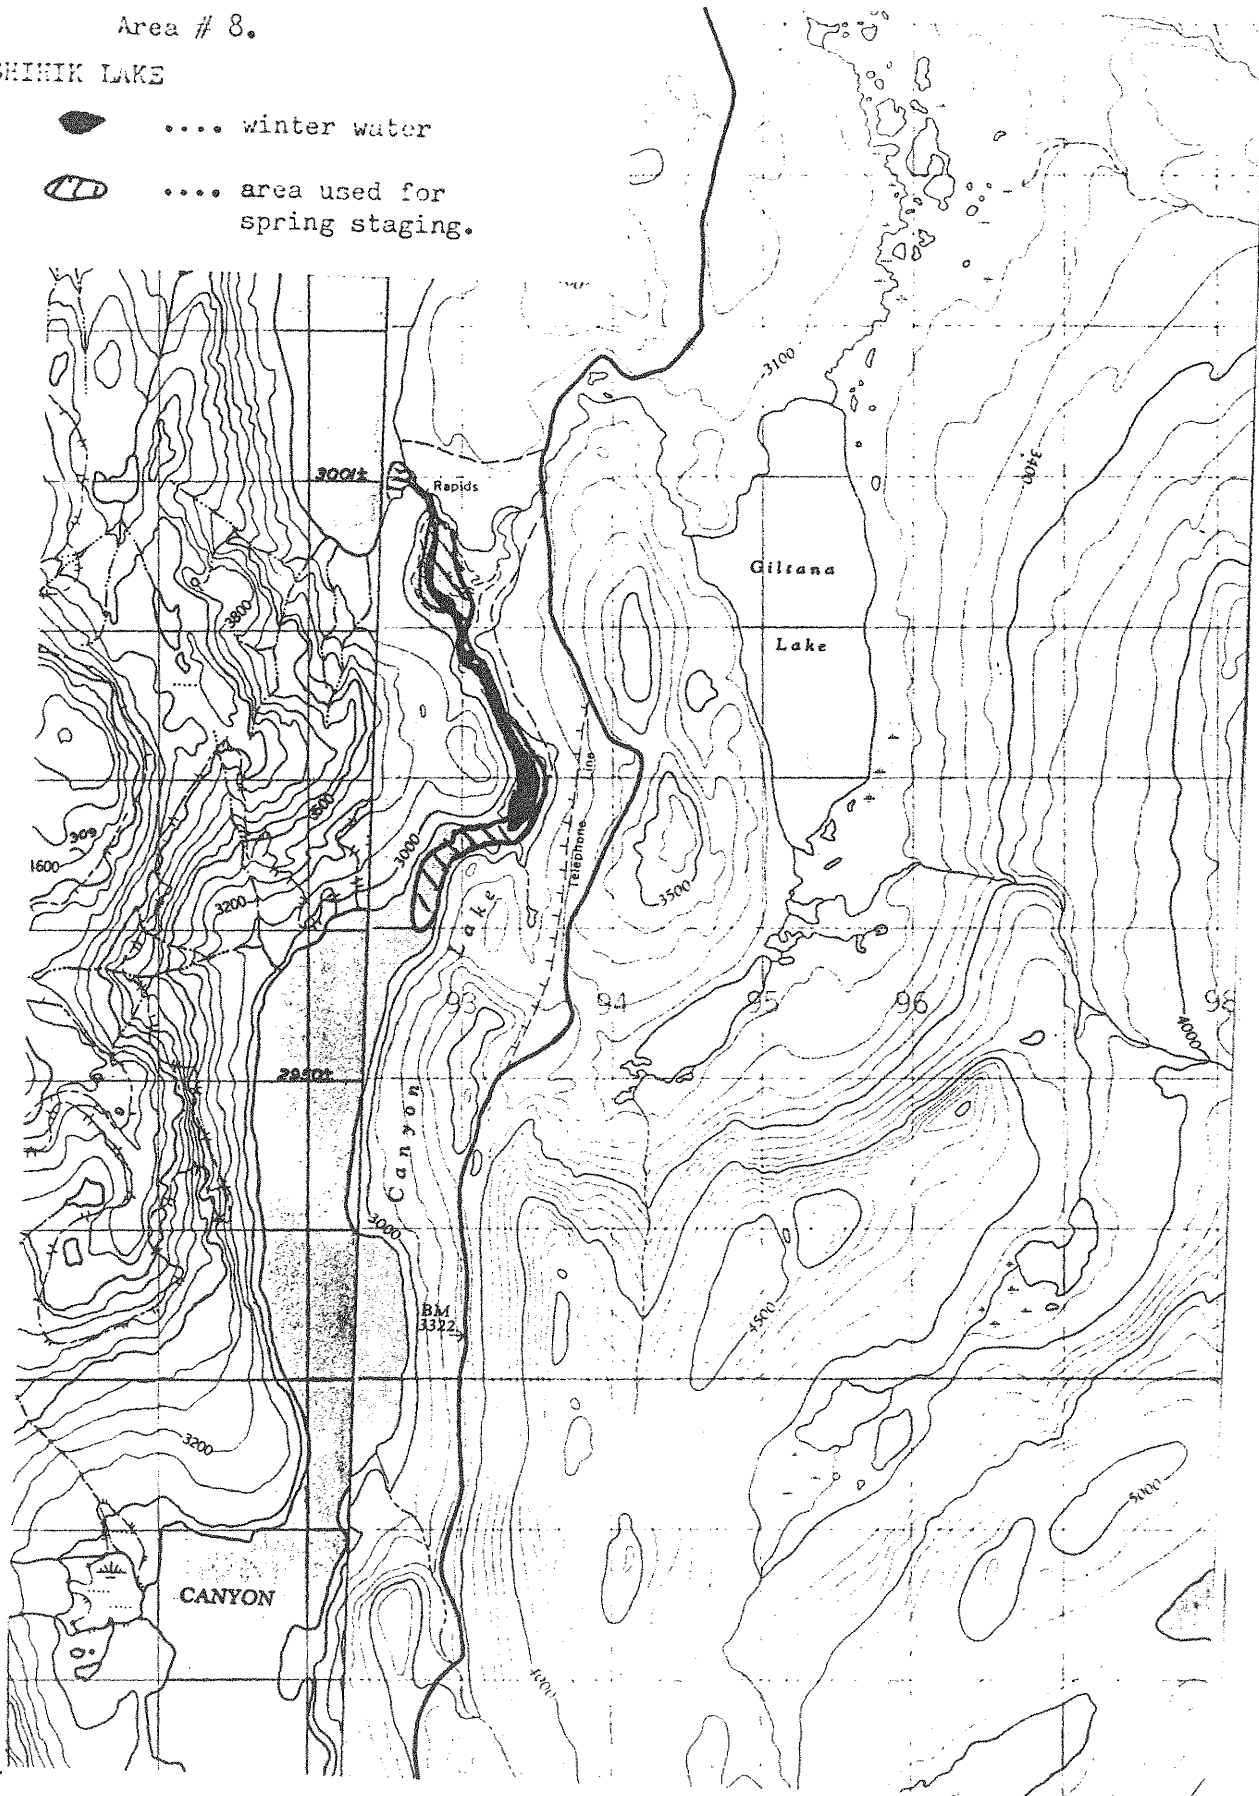 Area # 8.
SHIHIK LAKE
.... winter water
.... area used for
spring staging.
3100
3001±
Rapids
3400
Giltana
Lake
3800
Line
Telephone
3500
309
1600
3000
3200
3500
Lake
93
94
95
96
98
4000
2950±
Canyon
3000
BM
3322
4500
3200
5000
CANYON
4000